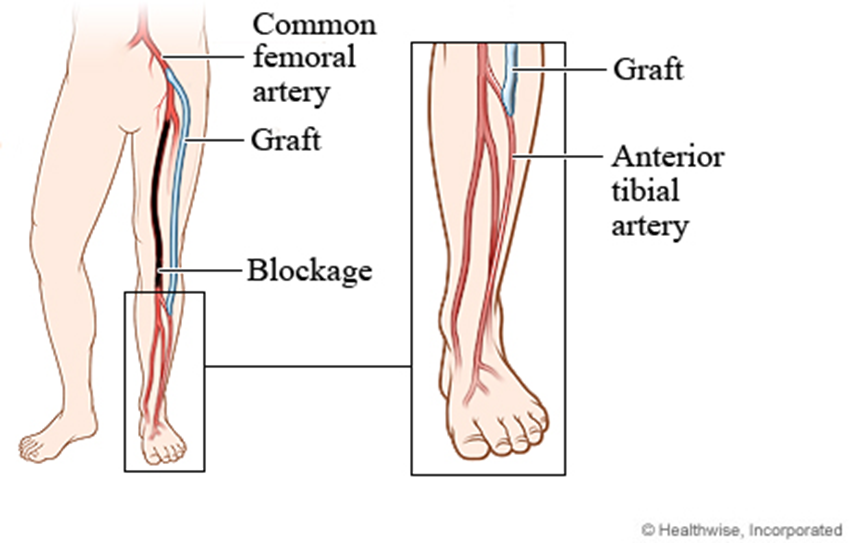 Common
femoral
artery
Graft
Blockage
Graft
Anterior
tibial
artery
© Healthwise, Incorporated